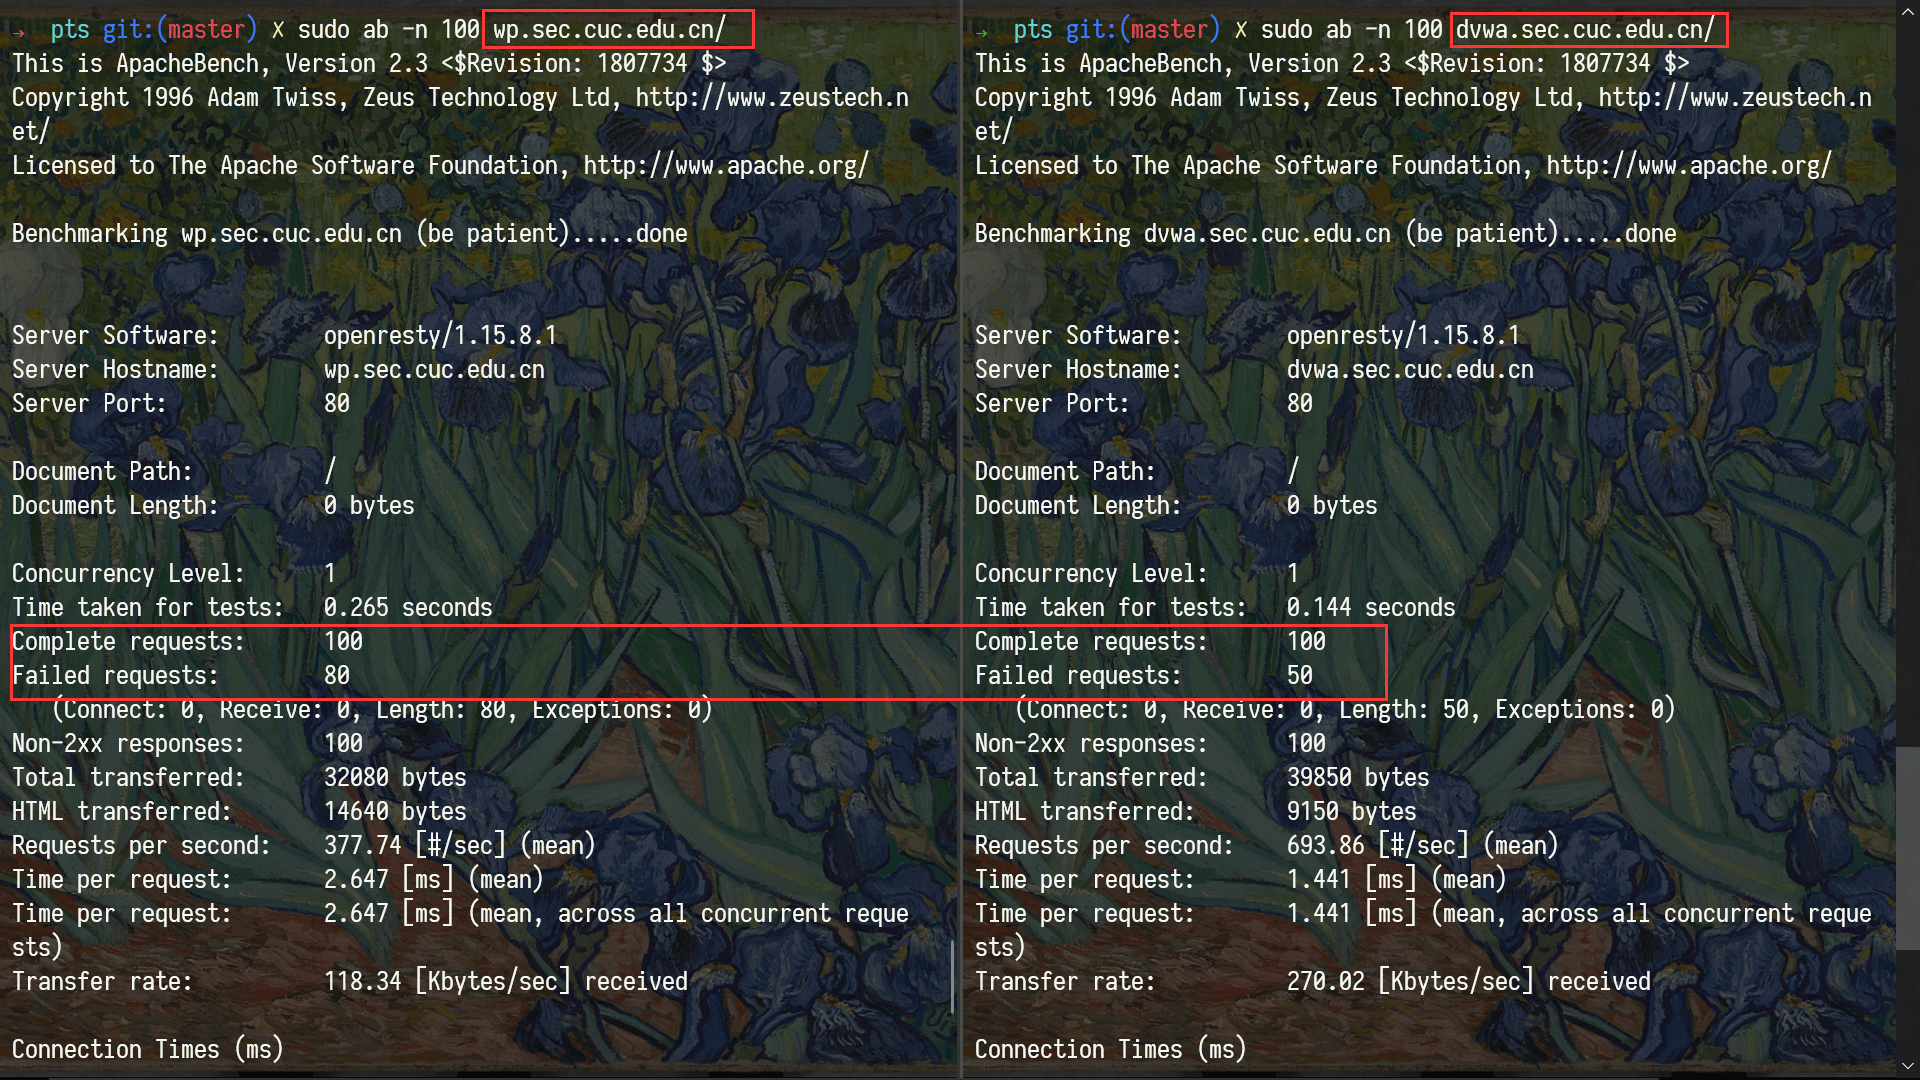 →  pts git:(master) ✗ sudo ab -n 100 wp.sec.cuc.edu.cn/
This is ApacheBench, Version 2.3 <$Revision: 1807734 $>
Copyright 1996 Adam Twiss, Zeus Technology Ltd, http://www.zeustech.n
et/
Licensed to The Apache Software Foundation, http://www.apache.org/
Benchmarking wp.sec.cuc.edu.cn (be patient).....done
Server Software:        openresty/1.15.8.1
Server Hostname:        wp.sec.cuc.edu.cn
Server Port:            80
Document Path:          /
Document Length:        0 bytes
Concurrency Level:      1
Time taken for tests:   0.265 seconds
Complete requests:      100
Failed requests:        80
   (Connect: 0, Receive: 0, Length: 80, Exceptions: 0)
Non-2xx responses:      100
Total transferred:      32080 bytes
HTML transferred:       14640 bytes
Requests per second:    377.74 [#/sec] (mean)
Time per request:       2.647 [ms] (mean)
Time per request:       2.647 [ms] (mean, across all concurrent reque
sts)
Transfer rate:          118.34 [Kbytes/sec] received
Connection Times (ms)
→  pts git:(master) ✗ sudo ab -n 100 dvwa.sec.cuc.edu.cn/
This is ApacheBench, Version 2.3 <$Revision: 1807734 $>
Copyright 1996 Adam Twiss, Zeus Technology Ltd, http://www.zeustech.n
et/
Licensed to The Apache Software Foundation, http://www.apache.org/
Benchmarking dvwa.sec.cuc.edu.cn (be patient).....done
Server Software:        openresty/1.15.8.1
Server Hostname:        dvwa.sec.cuc.edu.cn
Server Port:            80
Document Path:          /
Document Length:        0 bytes
Concurrency Level:      1
Time taken for tests:   0.144 seconds
Complete requests:      100
Failed requests:        50
   (Connect: 0, Receive: 0, Length: 50, Exceptions: 0)
Non-2xx responses:      100
Total transferred:      39850 bytes
HTML transferred:       9150 bytes
Requests per second:    693.86 [#/sec] (mean)
Time per request:       1.441 [ms] (mean)
Time per request:       1.441 [ms] (mean, across all concurrent reque
sts)
Transfer rate:          270.02 [Kbytes/sec] received
Connection Times (ms)